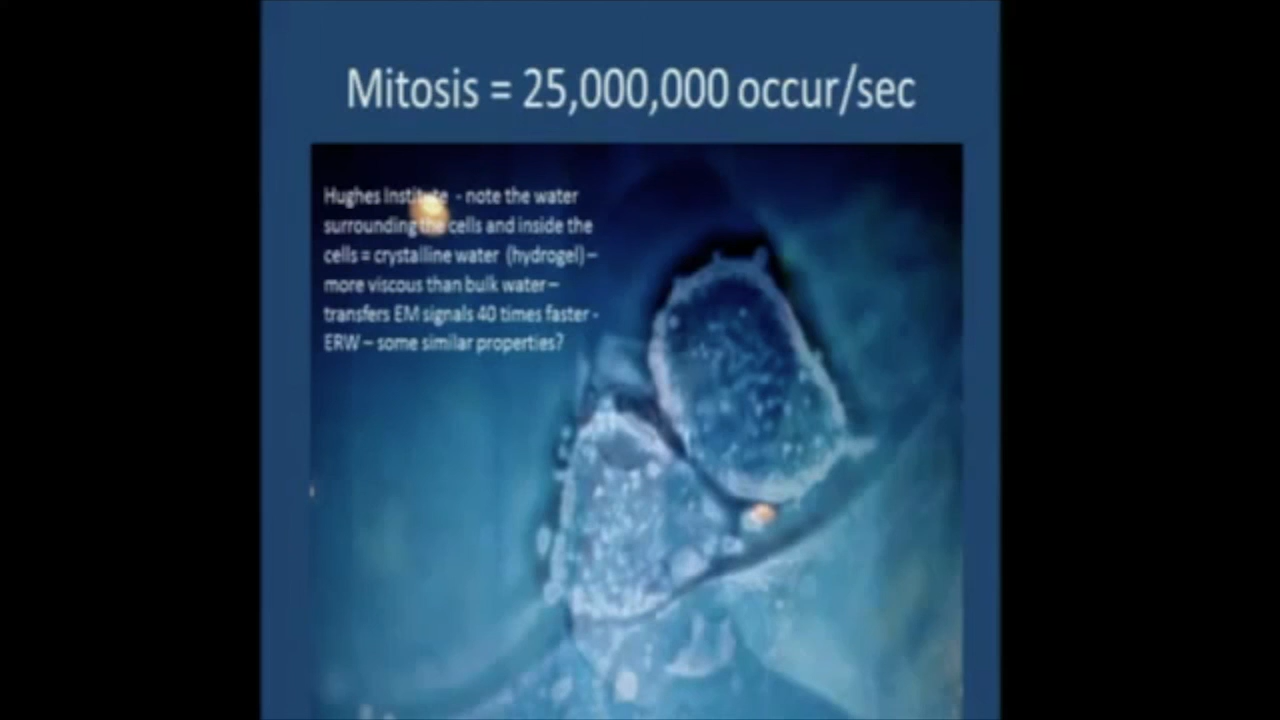 Mitosis = 25,000,000 occur/sec
Hughes Institute - note the water
surrounding the cells and inside the
cells = crystalline water (hydrogel) –
more viscous than bulk water –
transfers EM signals 40 times faster -
ERW – some similar properties?